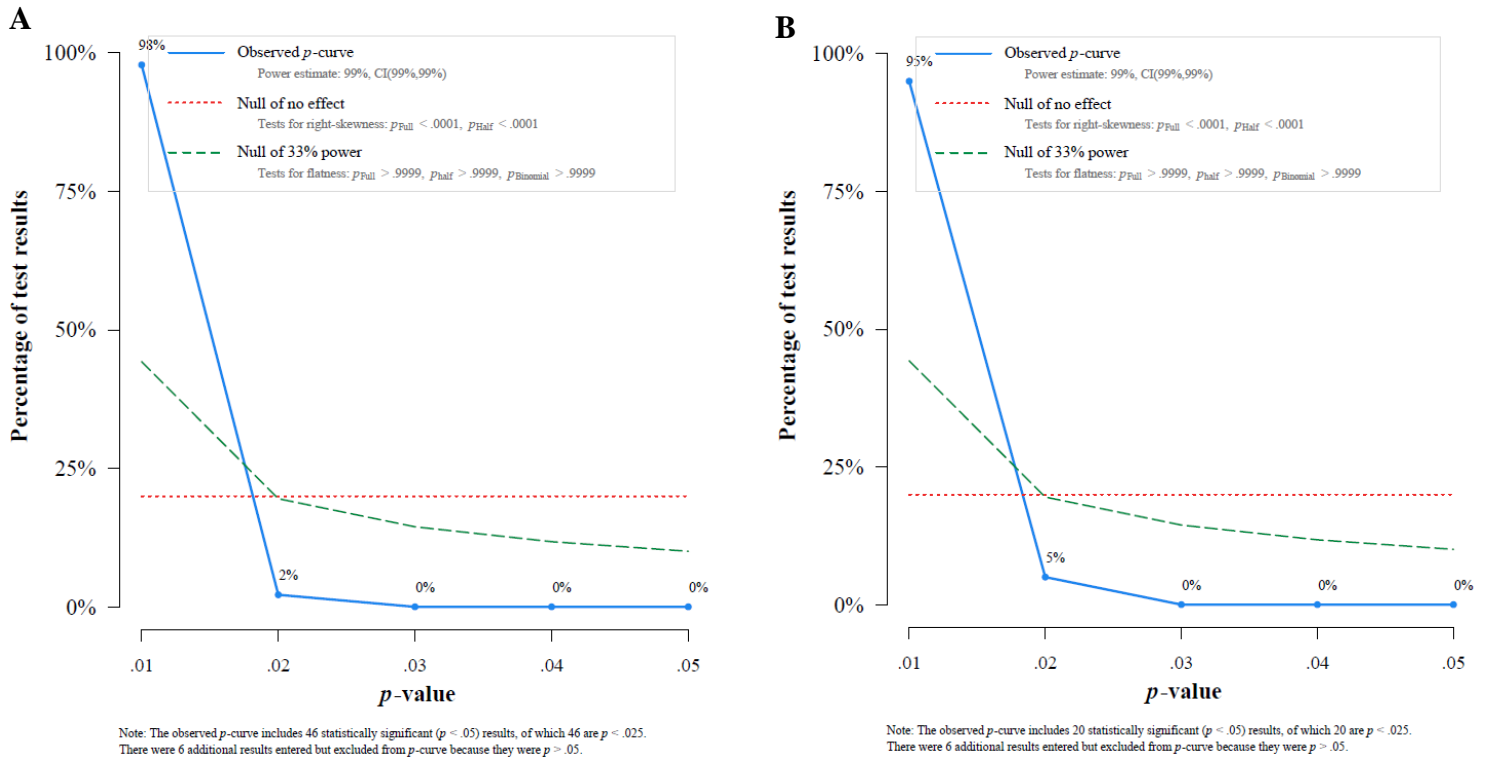 A
100%
75%
50%
25%
0%
Percentage of test results
98%
2%
0%
0%
0%
Observed p-curve
Power estimate: 99%, CI(99%,99%)
Null of no effect
Tests for right-skewness: pFull < .0001, pHalf < .0001
Null of 33% power
Tests for flatness: pFull > .9999, phalf > .9999, pBinomial > .9999
.01
.02
.03
.04
.05
p-value
Note: The observed p-curve includes 46 statistically significant (p < .05) results, of which 46 are p < .025.
There were 6 additional results entered but excluded from p-curve because they were p > .05.
B
100%
75%
50%
25%
0%
Percentage of test results
95%
5%
0%
0%
0%
Observed p-curve
Power estimate: 99%, CI(99%,99%)
Null of no effect
Tests for right-skewness: pFull < .0001, pHalf < .0001
Null of 33% power
Tests for flatness: pFull > .9999, phalf > .9999, pBinomial > .9999
.01
.02
.03
.04
.05
p-value
Note: The observed p-curve includes 20 statistically significant (p < .05) results, of which 20 are p < .025.
There were 6 additional results entered but excluded from p-curve because they were p > .05.